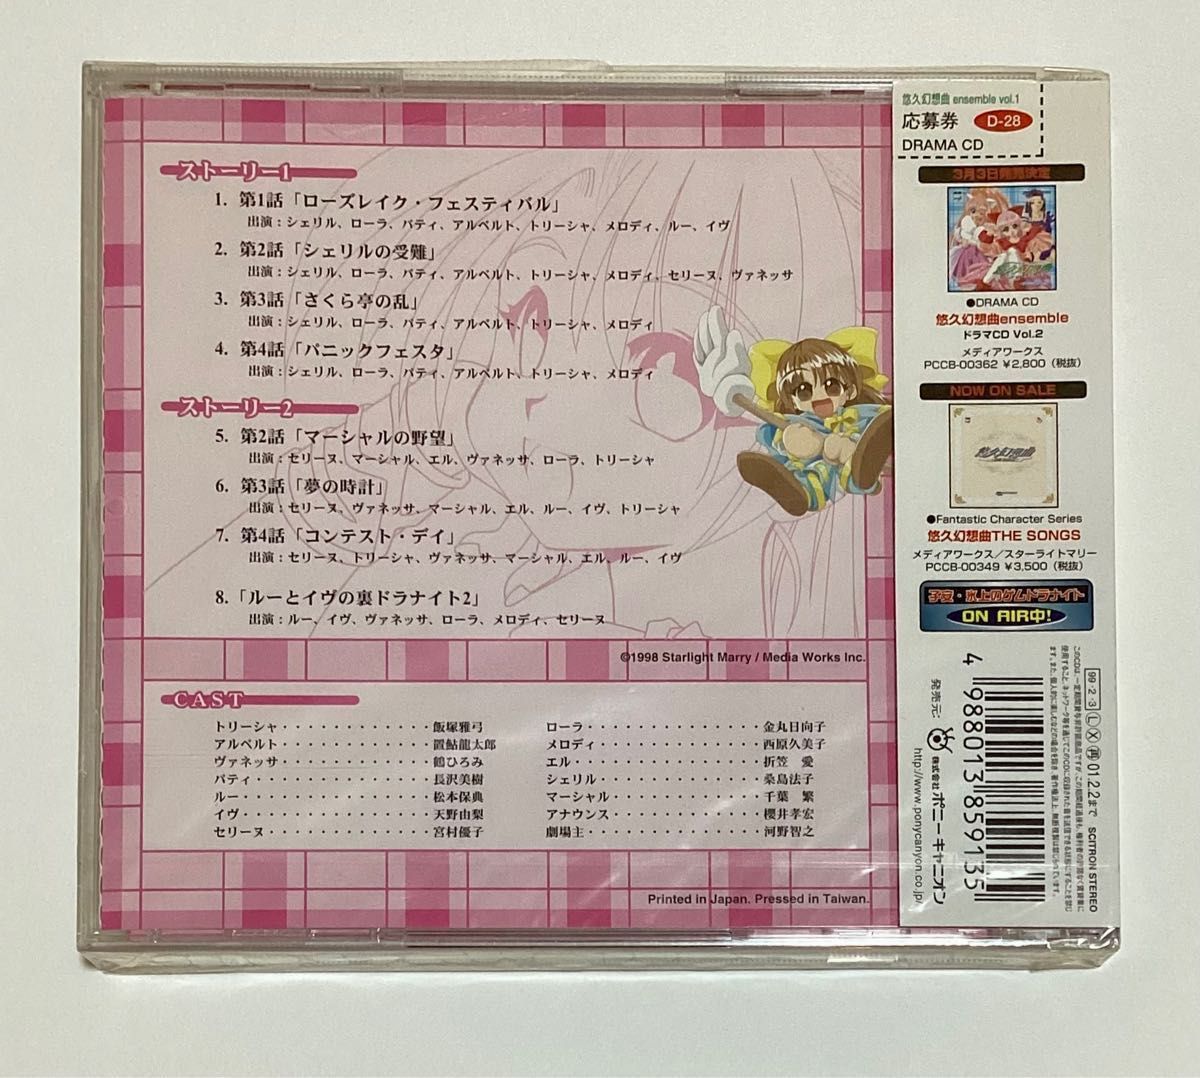 ストーリー1
1. 第1話「ローズレイク・フェスティバル」
出演：シェリル、ローラ、パティ、アルベルト、トリーシャ、メロディ、ルー、イヴ
2. 第2話「シェリルの受難」
出演：シェリル、ローラ、パティ、アルベルト、トリーシャ、メロディ、セリーヌ、ヴァネッサ
3. 第3話「さくら亭の乱」
出演：シェリル、ローラ、パティ、アルベルト、トリーシャ、メロディ
4. 第4話「パニックフェスタ」
出演：シェリル、ローラ、パティ、アルベルト、トリーシャ、メロディ
ストーリー2
5. 第2話「マーシャルの野望」
出演：セリーヌ、マーシャル、エル、ヴァネッサ、ローラ、トリーシャ
6. 第3話「夢の時計」
出演：セリーヌ、ヴァネッサ、マーシャル、エル、ルー、イヴ、トリーシャ
7. 第4話「コンテスト・デイ」
出演：セリーヌ、トリーシャ、ヴァネッサ、マーシャル、エル、ルー、イヴ
8.「ルーとイヴの裏ドラナイト2」
出演：ルー、イヴ、ヴァネッサ、ローラ、メロディ、セリーヌ
©1998 Starlight Marry / Media Works Inc.
CAST
トリーシャ・・・・・・・・・・・飯塚雅弓
アルベルト・・・・・・・・・・・置鮎龍太郎
ヴァネッサ・・・・・・・・・・・鶴ひろみ
パティ・・・・・・・・・・・・・長沢美樹
ルー・・・・・・・・・・・・・・松本保典
イヴ・・・・・・・・・・・・・・天野由梨
セリーヌ・・・・・・・・・・・・宮村優子
ローラ・・・・・・・・・・・・・金丸日向子
メロディ・・・・・・・・・・・・西原久美子
エル・・・・・・・・・・・・・・折笠 愛
シェリル・・・・・・・・・・・・桑島法子
マーシャル・・・・・・・・・・・千葉 繁
アナウンス・・・・・・・・・・・櫻井孝宏
劇場主・・・・・・・・・・・・・河野智之
Printed in Japan. Pressed in Taiwan.
悠久幻想曲 ensemble vol.1
応募券 D-28
DRAMA CD
3月3日発売決定
●DRAMA CD
悠久幻想曲ensemble
ドラマCD Vol.2
メディアワークス
PCCB-00362 ¥2,800（税抜）
NOW ON SALE
悠久幻想曲
●Fantastic Character Series
悠久幻想曲THE SONGS
メディアワークス／スターライトマリー
PCCB-00349 ¥3,500（税抜）
子安・氷上のゲムドラナイト
ON AIR中！
99・2・3 L X 再 01.2.2まで SCITRON STEREO
4 988013 859135
発売元： 株式会社 ポニーキャニオン
http://www.ponycanyon.co.jp/